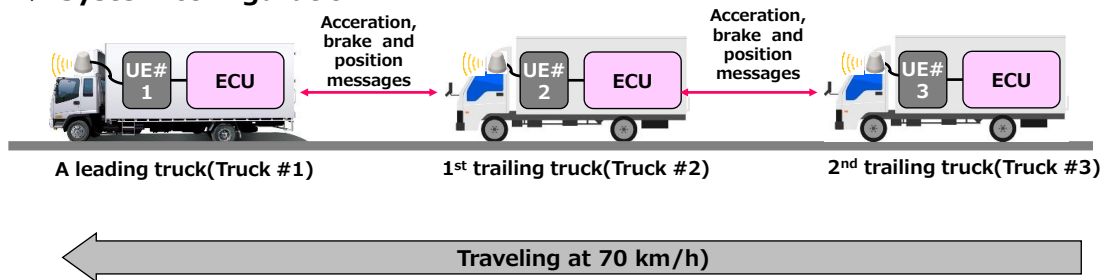 Acceration,
brake and
position
messages
Acceration,
brake and
position
messages
UE#
1
ECU
UE#
2
ECU
UE#
3
ECU
A leading truck(Truck #1)
1st trailing truck(Truck #2)
2nd trailing truck(Truck #3)
Traveling at 70 km/h)